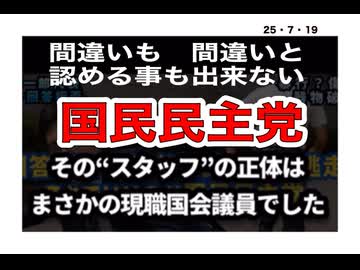 25・7・19
間違いも　間違いと
認める事も出来ない
国民民主党
その“スタッフ”の正体は
まさかの現職国会議員でした